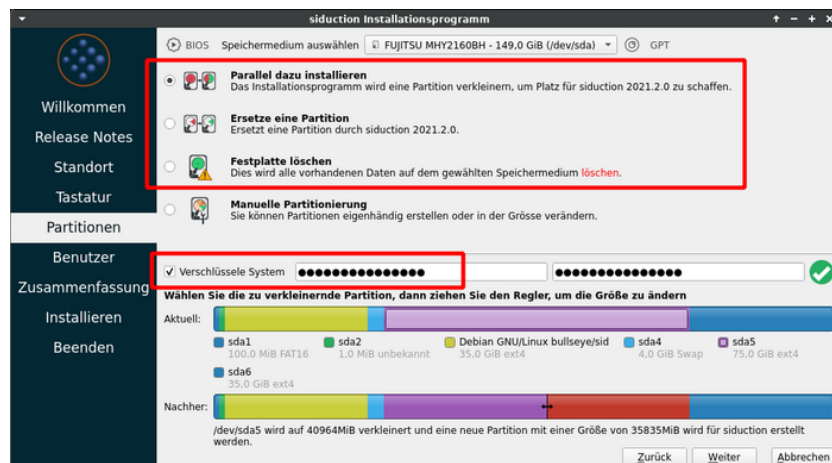 siduction Installationsprogramm
BIOS Speichermedium auswählen FUJITSU MHY2160BH - 149,0 GiB (/dev/sda) GPT
Willkommen
Release Notes
Standort
Tastatur
Partitionen
Benutzer
Zusammenfassung
Installieren
Beenden
Parallel dazu installieren
Das Installationsprogramm wird eine Partition verkleinern, um Platz für siduction 2021.2.0 zu schaffen.
Ersetze eine Partition
Ersetzt eine Partition durch siduction 2021.2.0.
Festplatte löschen
Dies wird alle vorhandenen Daten auf dem gewählten Speichermedium löschen.
Manuelle Partitionierung
Sie können Partitionen eigenhändig erstellen oder in der Grösse verändern.
Verschlüssele System
Wählen Sie die zu verkleinernde Partition, dann ziehen Sie den Regler, um die Größe zu ändern
Aktuell:
sda1 sda2 Debian GNU/Linux bullseye/sid sda4 sda5
100,0 MiB FAT16 1,0 MiB unbekannt 35,0 GiB ext4 4,0 GiB Swap 75,0 GiB ext4
sda6
35,0 GiB ext4
Nachher:
/dev/sda5 wird auf 40964MiB verkleinert und eine neue Partition mit einer Größe von 35835MiB wird für siduction erstellt
werden.
Zurück Weiter Abbrechen